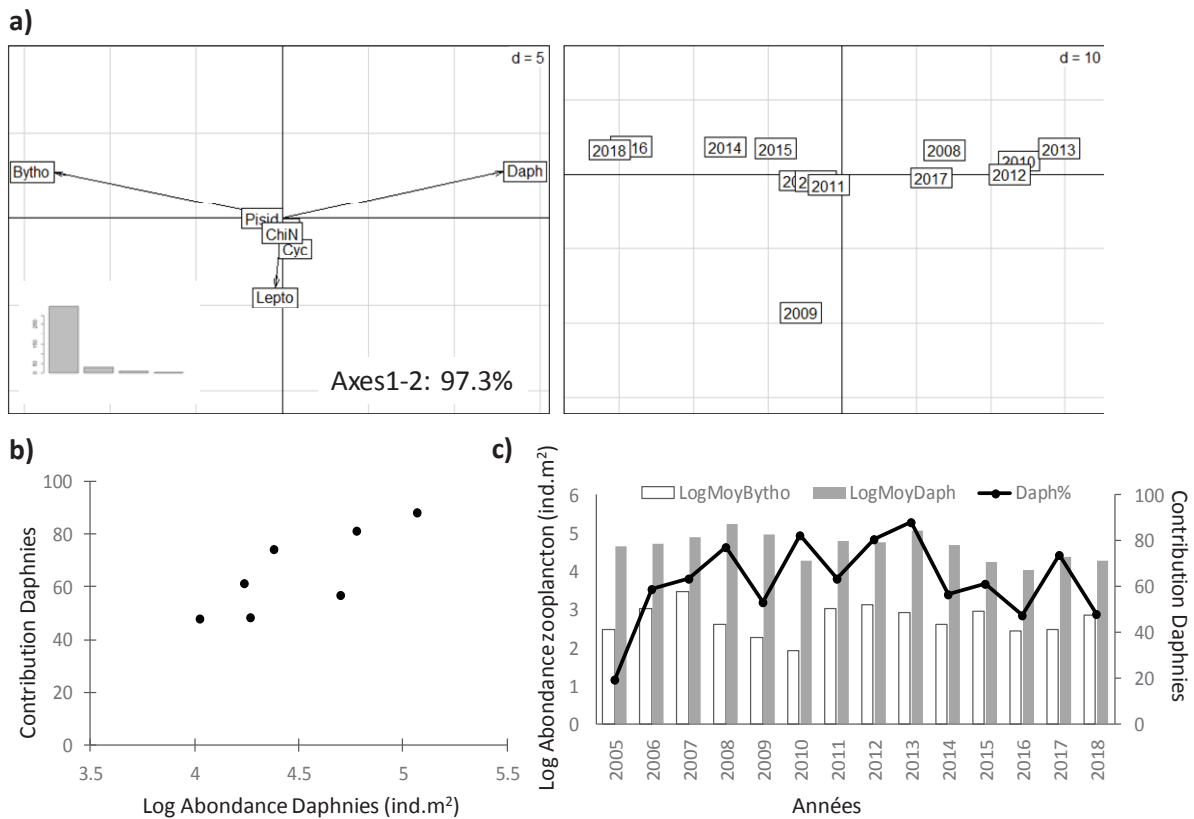 a)
d = 5
Bytho
Daph
Pisid
ChiN
Cyc
Lepto
250
50
0
Axes1-2: 97.3%
d = 10
2018
16
2014
2015
2011
2008
2017
2010
2012
2013
2009
b)
Contribution Daphnies
100
80
60
40
20
0
3.5 4 4.5 5 5.5
Log Abondance Daphnies (ind.m²)
c)
Log Abondance zooplancton (ind.m²)
6
5
4
3
2
1
0
LogMoyBytho LogMoyDaph Daph%
100
80
60
40
20
0
Contribution Daphnies
2005 2006 2007 2008 2009 2010 2011 2012 2013 2014 2015 2016 2017 2018
Années